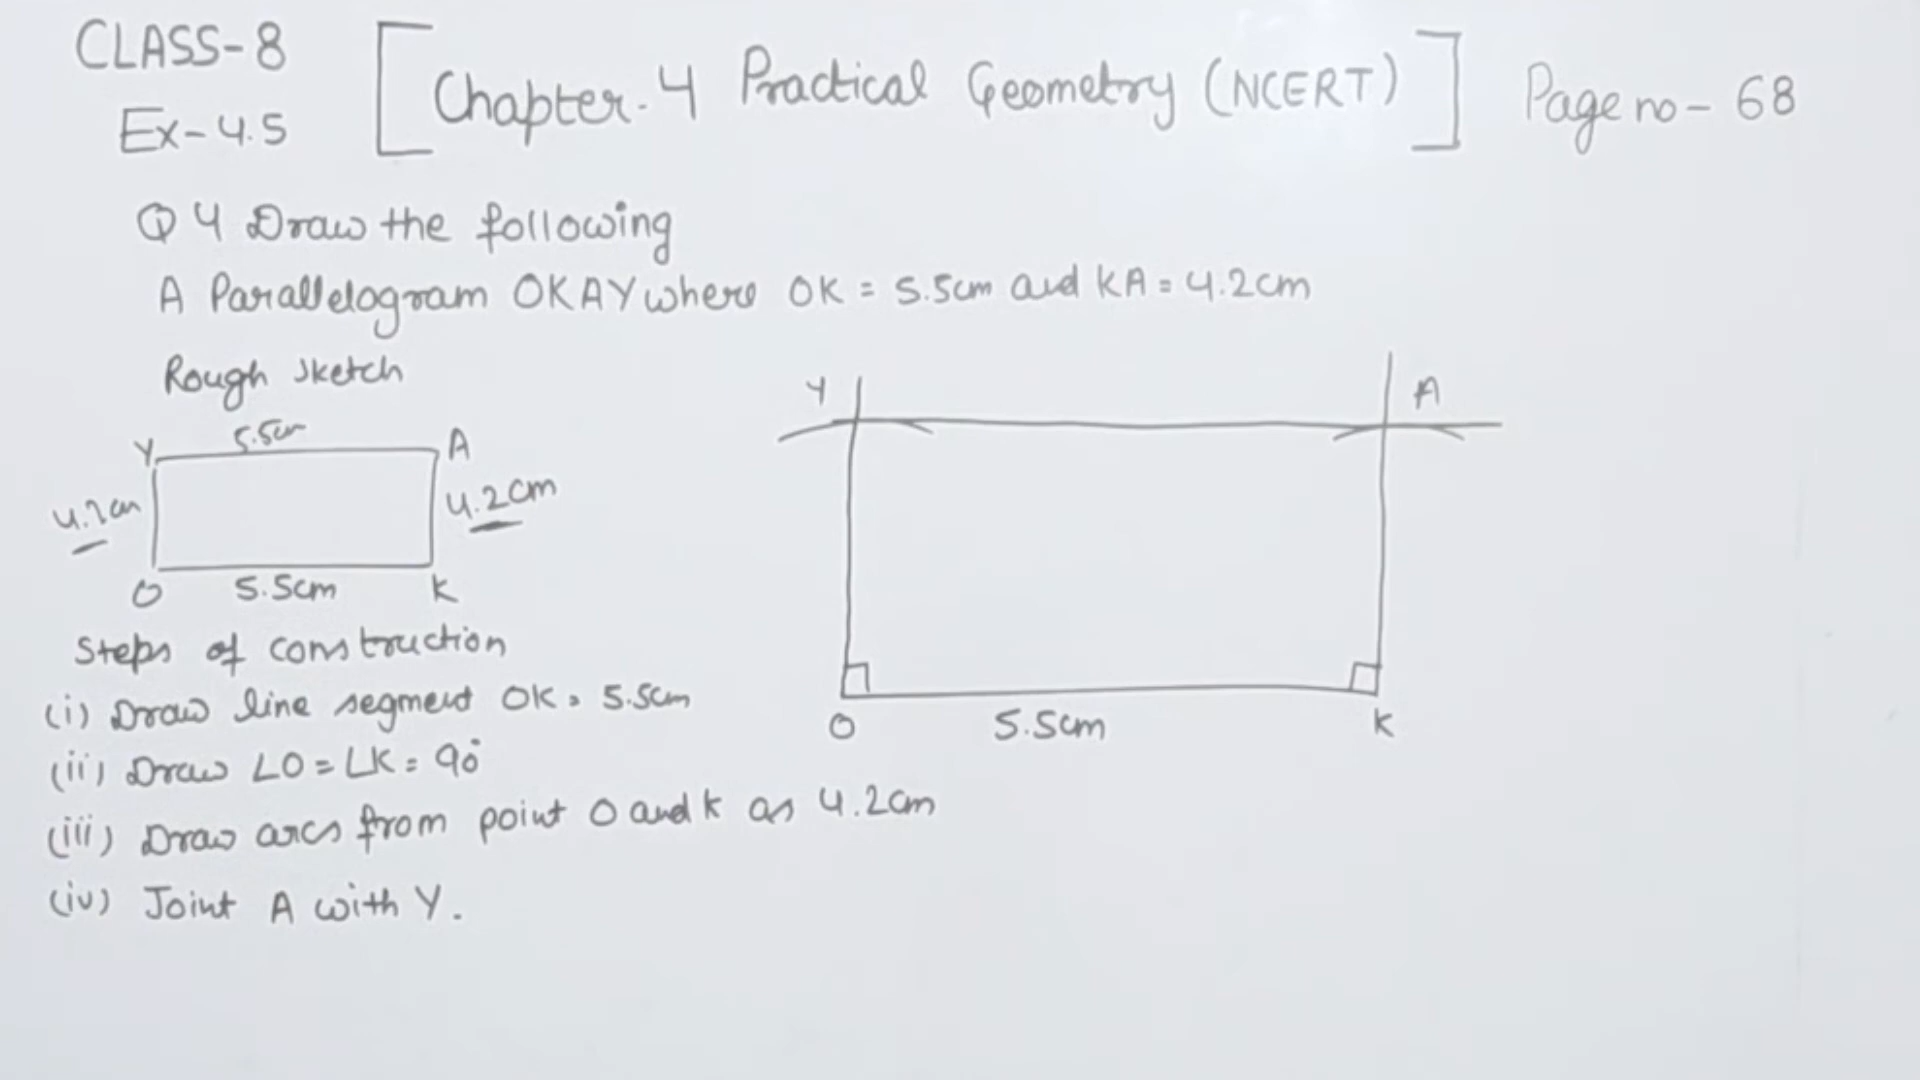 CLASS-8
Ex-4.5
[Chapter.4 Practical Geometry (NCERT)]
Page no- 68
Q4 Draw the following
A Parallelogram OKAY where OK = 5.5cm and KA = 4.2cm
Rough sketch
Y 5.5cm A
4.2cm 4.2cm
O 5.5cm K
Y A
O 5.5cm K
Steps of construction
(i) Draw line segment OK = 5.5cm
(ii) Draw ∠O = ∠K = 90°
(iii) Draw arcs from point O and K as 4.2cm
(iv) Joint A with Y.